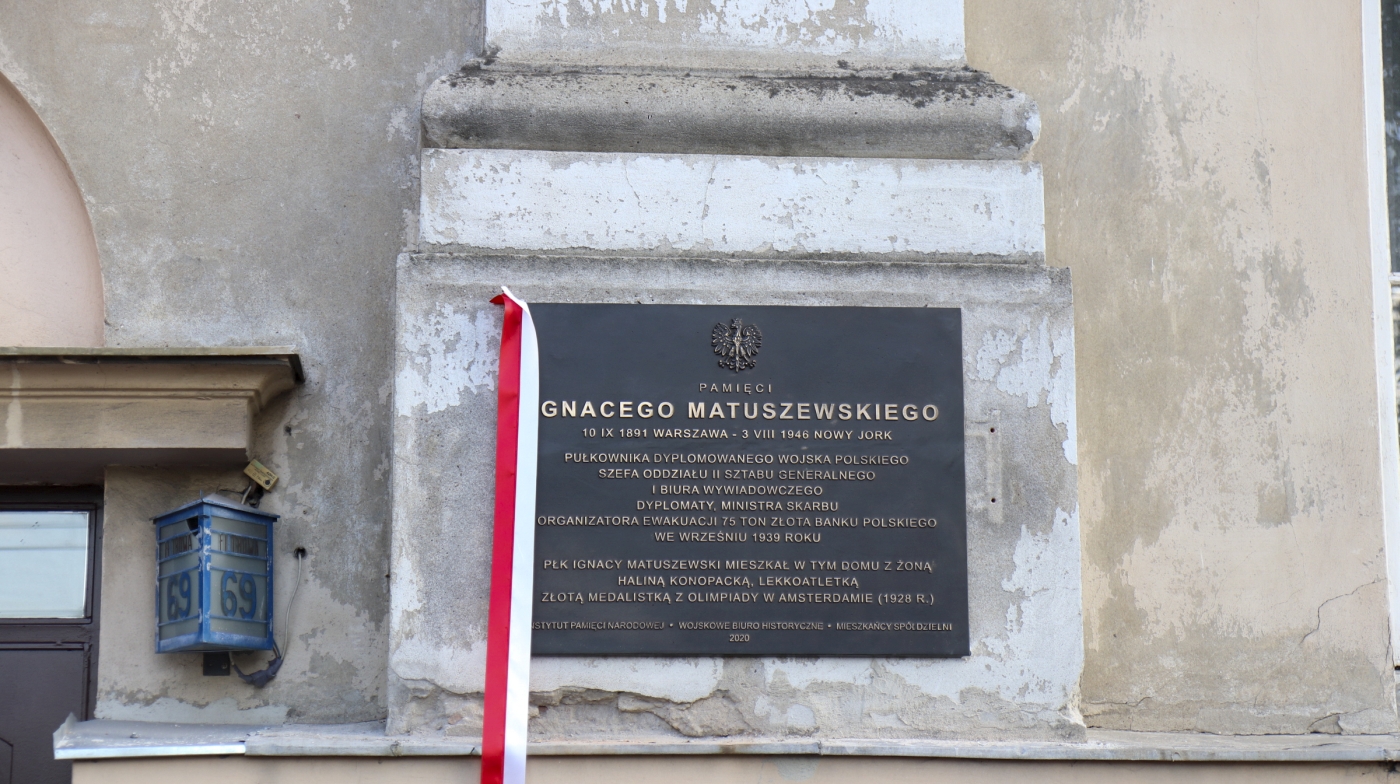 PAMIĘCI
GNACEGO MATUSZEWSKIEGO
10 IX 1891 WARSZAWA - 3 VIII 1946 NOWY JORK
PUŁKOWNIKA DYPLOMOWANEGO WOJSKA POLSKIEGO
SZEFA ODDZIAŁU II SZTABU GENERALNEGO
I BIURA WYWIADOWCZEGO
DYPLOMATY, MINISTRA SKARBU
ORGANIZATORA EWAKUACJI 75 TON ZŁOTA BANKU POLSKIEGO
WE WRZEŚNIU 1939 ROKU
PŁK IGNACY MATUSZEWSKI MIESZKAŁ W TYM DOMU Z ŻONĄ
HALINĄ KONOPACKĄ, LEKKOATLETKĄ
ZŁOTĄ MEDALISTKĄ Z OLIMPIADY W AMSTERDAMIE (1928 R.)
NSTYTUT PAMIĘCI NARODOWEJ • WOJSKOWE BIURO HISTORYCZNE • MIESZKAŃCY SPÓŁDZIELNI
2020
69 69